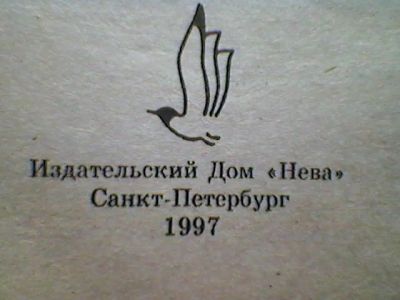 Издательский Дом «Нева»
Санкт-Петербург
1997